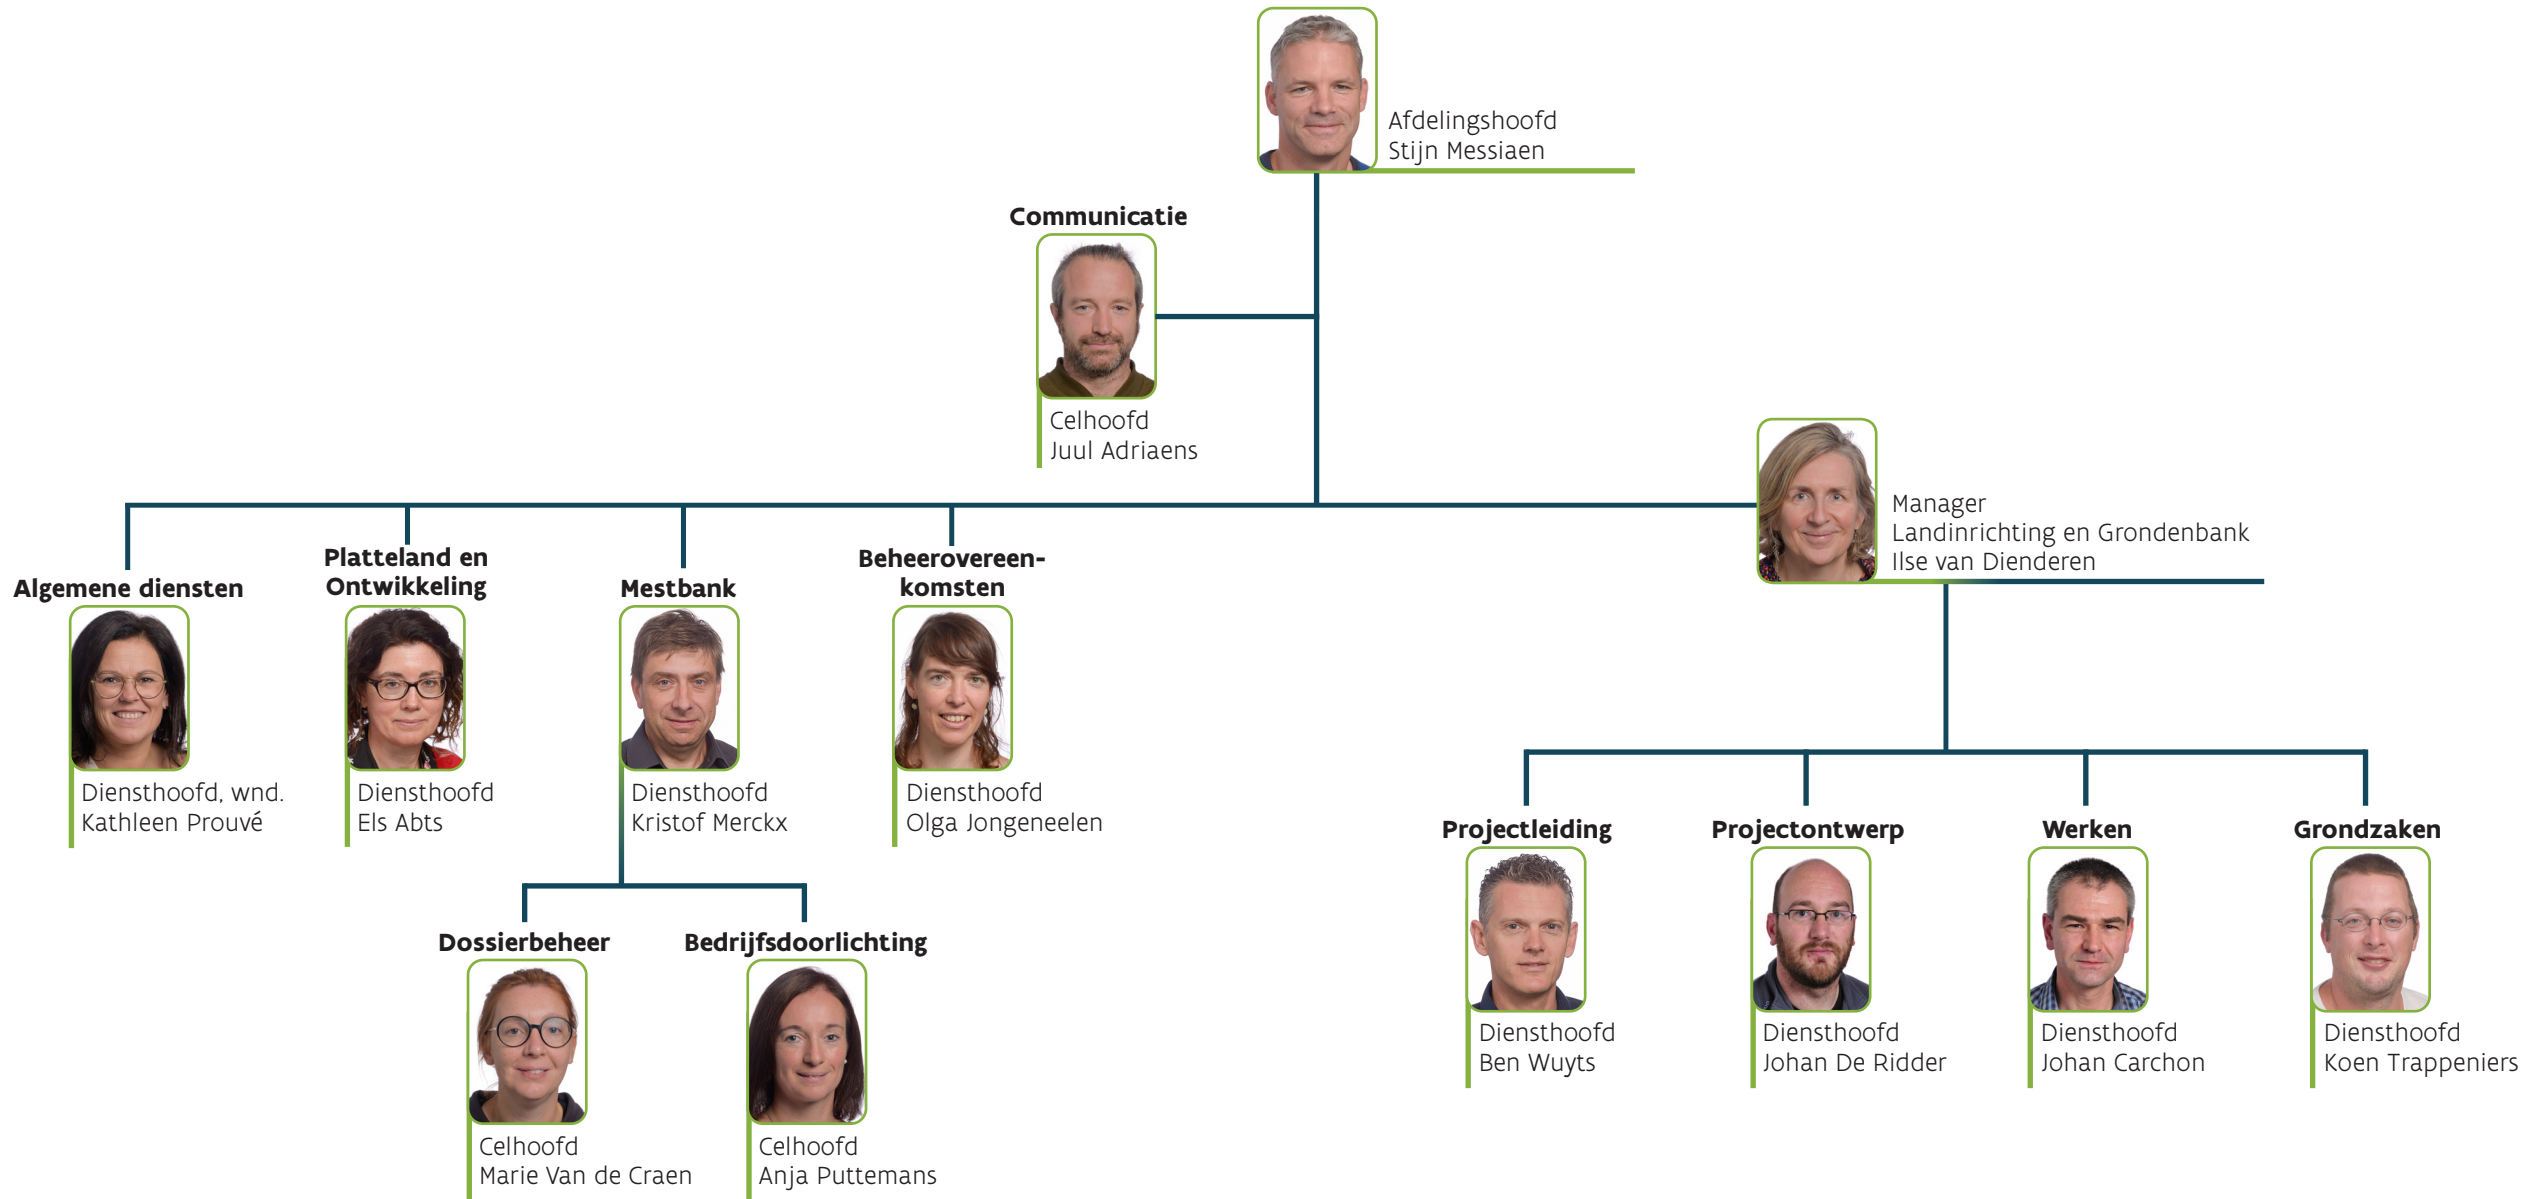 Afdelingshoofd
Stijn Messiaen
Communicatie
Celhoofd
Juul Adriaens
Manager
Landinrichting en Grondenbank
Ilse van Dienderen
Algemene diensten
Diensthoofd, wnd.
Kathleen Prouvé
Platteland en
Ontwikkeling
Diensthoofd
Els Abts
Mestbank
Diensthoofd
Kristof Merckx
Beheerovereen-
komsten
Diensthoofd
Olga Jongeneelen
Dossierbeheer
Celhoofd
Marie Van de Craen
Bedrijfsdoorlichting
Celhoofd
Anja Puttemans
Projectleiding
Diensthoofd
Ben Wuyts
Projectontwerp
Diensthoofd
Johan De Ridder
Werken
Diensthoofd
Johan Carchon
Grondzaken
Diensthoofd
Koen Trappeniers